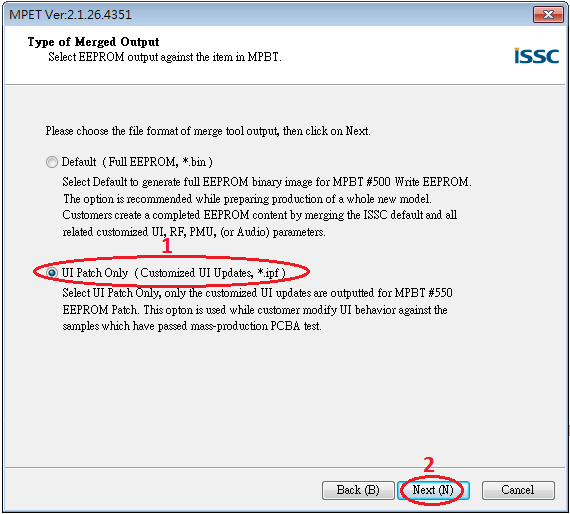 MPET Ver:2.1.26.4351
Type of Merged Output
Select EEPROM output against the item in MPBT.
ISSC
Please choose the file format of merge tool output, then click on Next.
Default ( Full EEPROM, *.bin )
Select Default to generate full EEPROM binary image for MPBT #500 Write EEPROM.
The option is recommended while preparing production of a whole new model.
Customers create a completed EEPROM content by merging the ISSC default and all
related customized UI, RF, PMU, (or Audio) parameters.
1
UI Patch Only ( Customized UI Updates, *.ipf )
Select UI Patch Only, only the customized UI updates are outputted for MPBT #550
EEPROM Patch. This opton is used while customer modify UI behavior against the
samples which have passed mass-production PCBA test.
2
Back (B) Next (N) Cancel